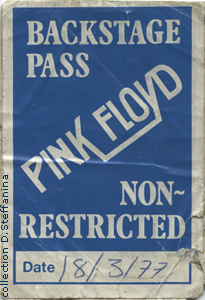 BACKSTAGE
PASS
PINK FLOYD
NON-
RESTRICTED
Date 18/3/77
collection D. Steffanina